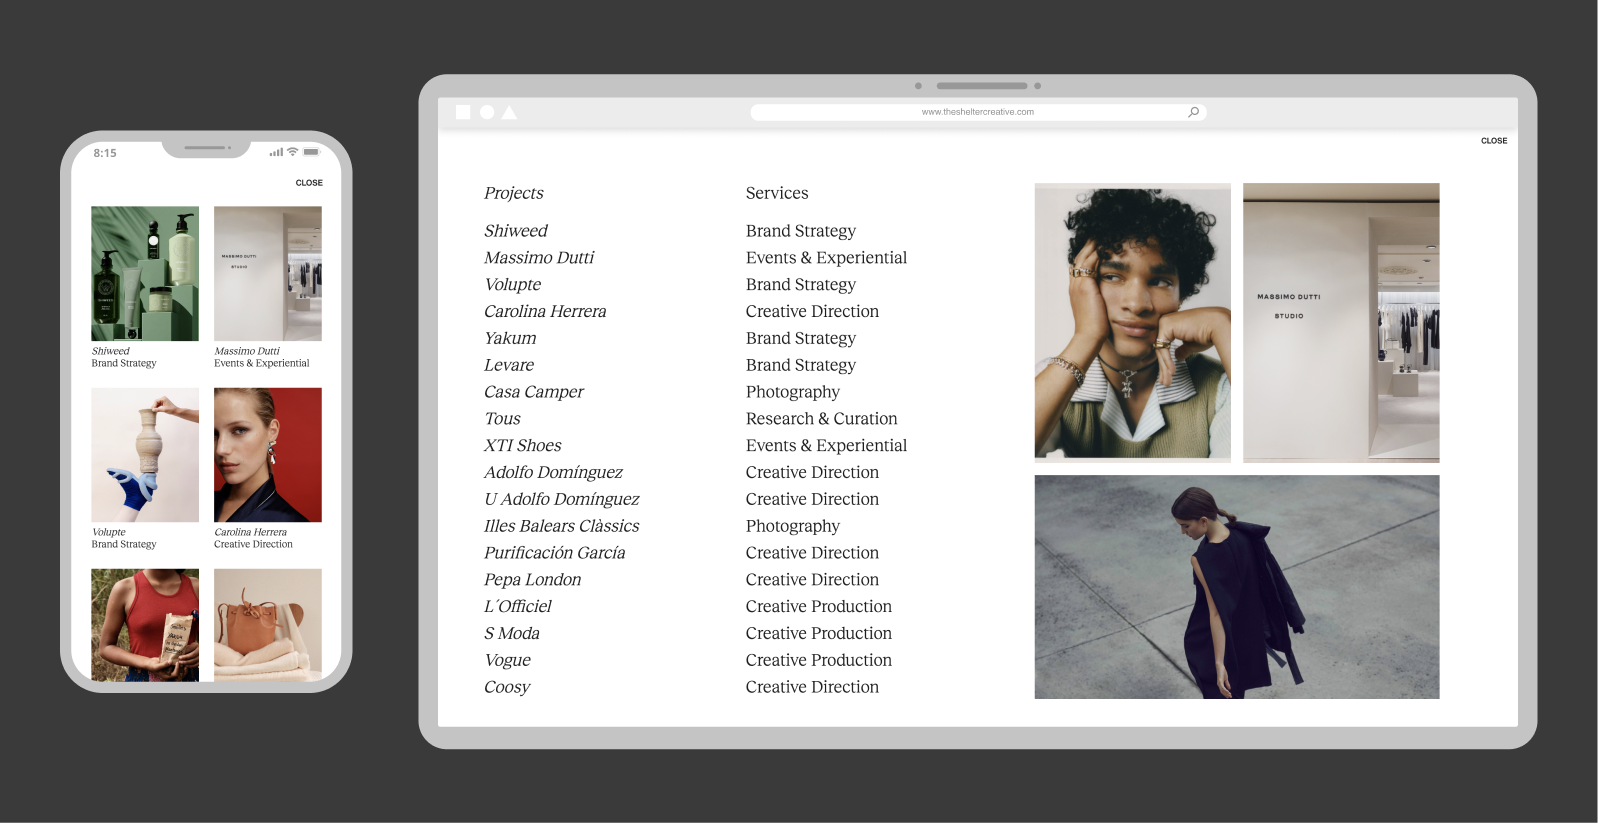 8:15
CLOSE
MASSIMO DUTTI
STUDIO
SHIWEED
Shiweed
Brand Strategy
Massimo Dutti
Events & Experiential
Volupte
Brand Strategy
Carolina Herrera
Creative Direction
www.thesheltercreative.com
CLOSE
Projects Services
Shiweed Brand Strategy
Massimo Dutti Events & Experiential
Volupte Brand Strategy
Carolina Herrera Creative Direction
Yakum Brand Strategy
Levare Brand Strategy
Casa Camper Photography
Tous Research & Curation
XTI Shoes Events & Experiential
Adolfo Domínguez Creative Direction
U Adolfo Domínguez Creative Direction
Illes Balears Clàssics Photography
Purificación García Creative Direction
Pepa London Creative Direction
L´Officiel Creative Production
S Moda Creative Production
Vogue Creative Production
Coosy Creative Direction
MASSIMO DUTTI
STUDIO